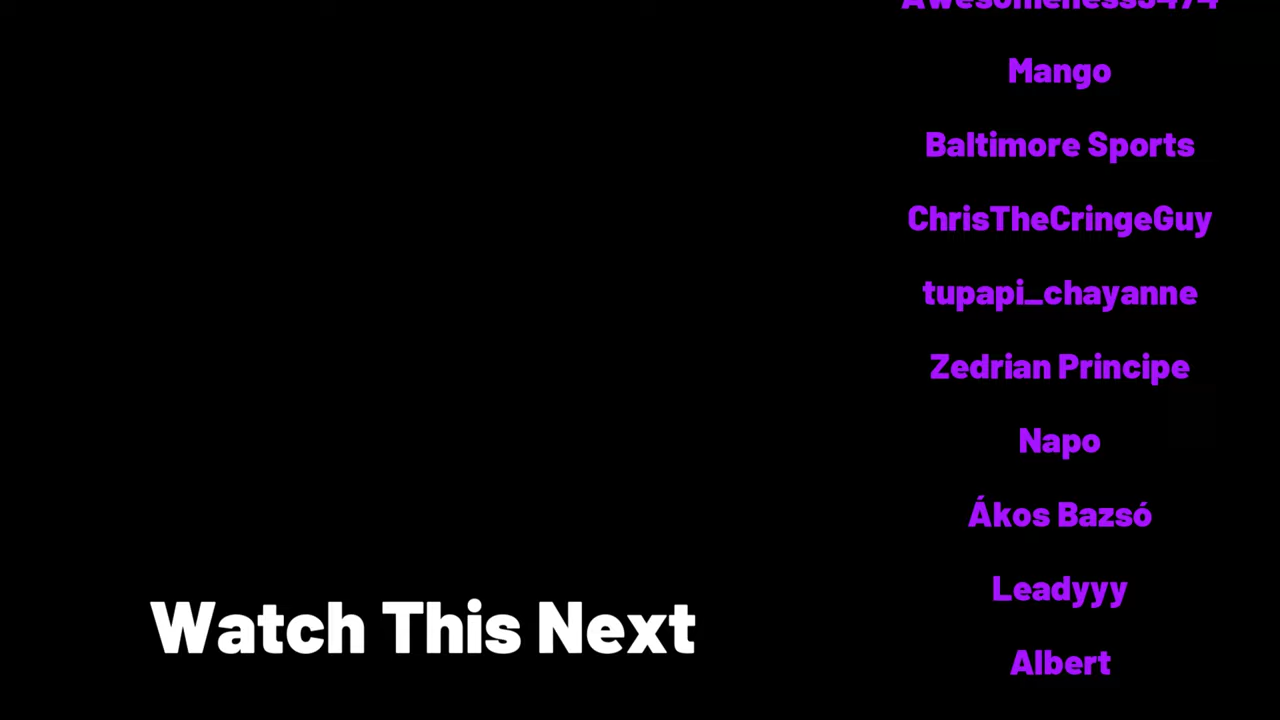 Mango
Baltimore Sports
ChrisTheCringeGuy
tupapi_chayanne
Zedrian Principe
Napo
Ákos Bazsó
Leadyyy
Albert
Watch This Next